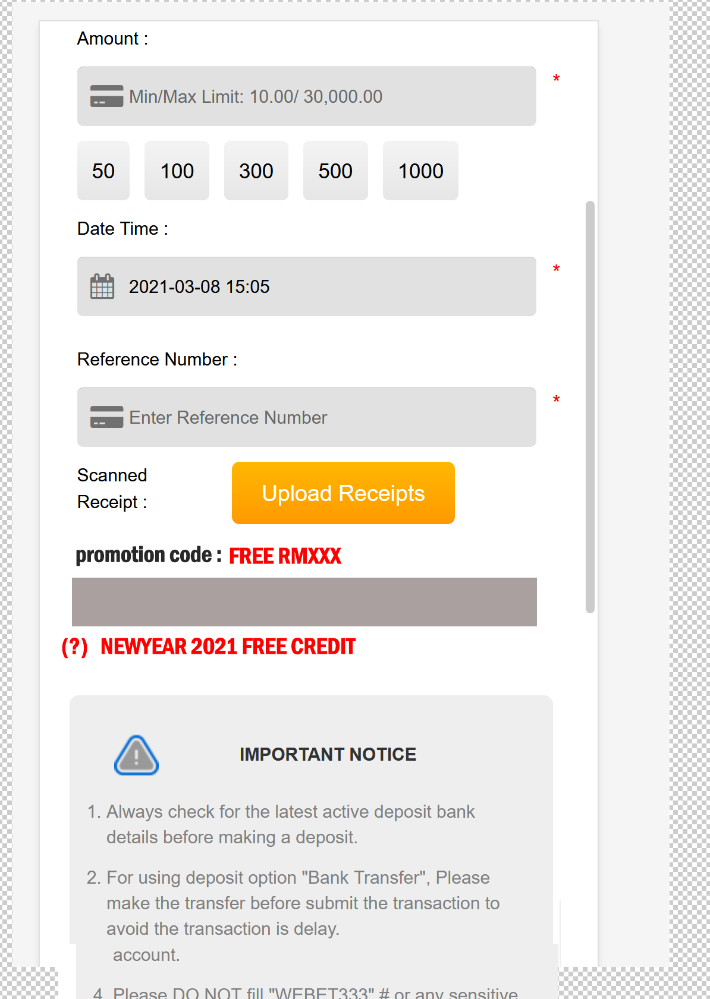 Amount :
*
Min/Max Limit: 10.00/ 30,000.00
50 100 300 500 1000
Date Time :
*
2021-03-08 15:05
Reference Number :
*
Enter Reference Number
Scanned
Receipt :
Upload Receipts
promotion code : FREE RMXXX
(?) NEWYEAR 2021 FREE CREDIT
IMPORTANT NOTICE
1. Always check for the latest active deposit bank
details before making a deposit.
2. For using deposit option "Bank Transfer", Please
make the transfer before submit the transaction to
avoid the transaction is delay.
account.
4. Please DO NOT fill "WEBET333" # or any sensitive